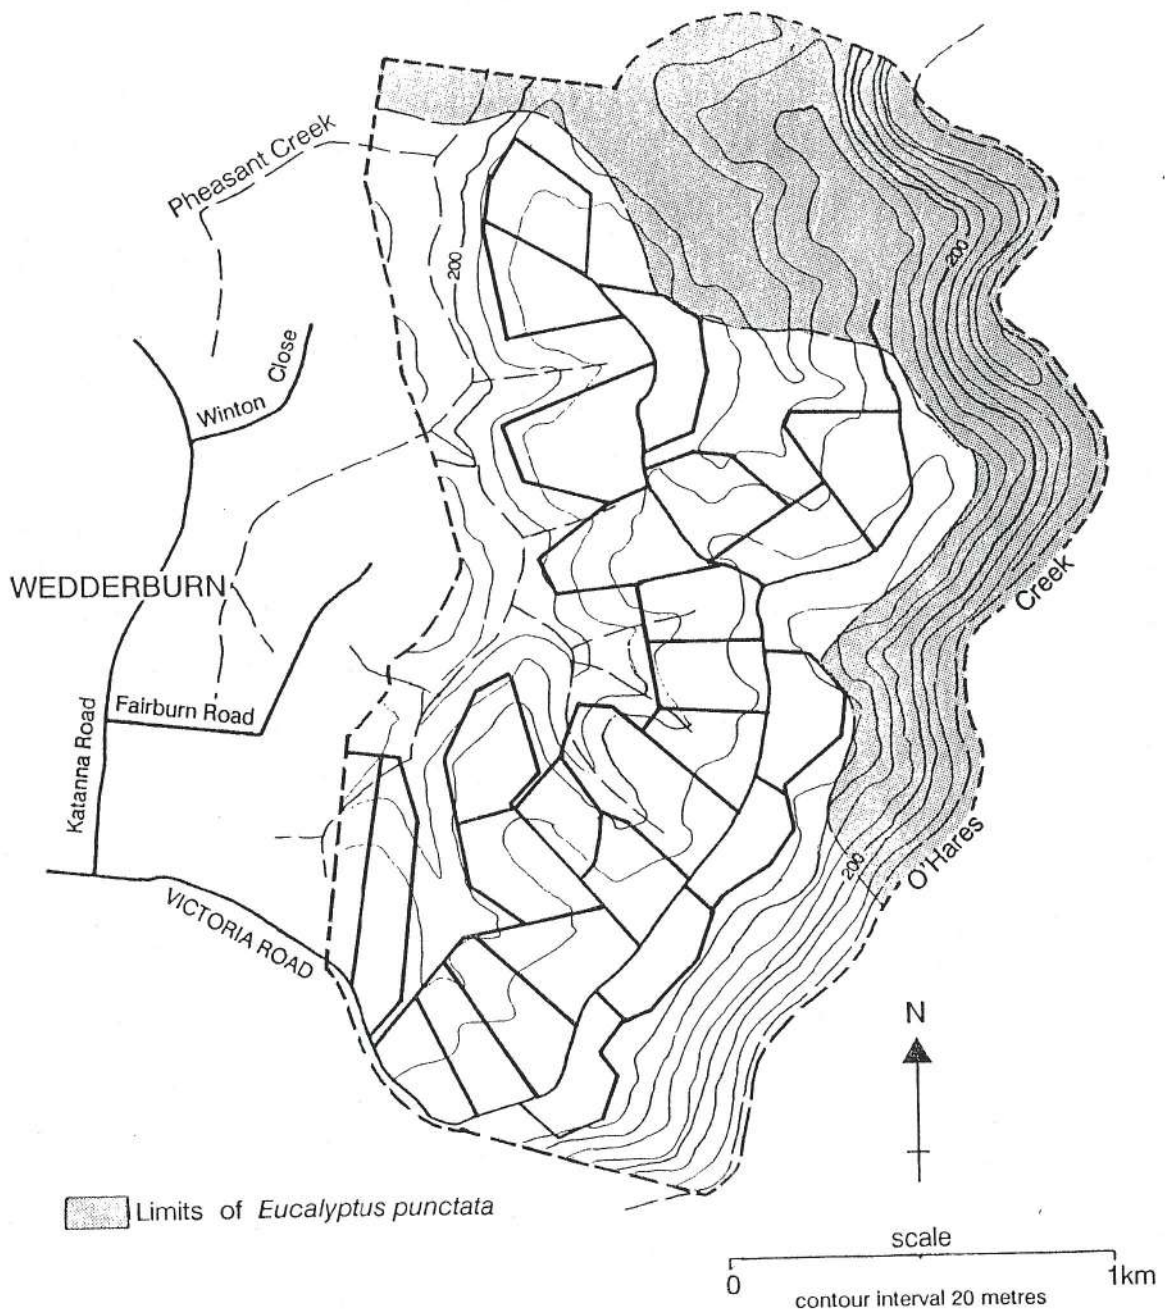 Pheasant Creek
200
200
Winton Close
WEDDERBURN
Creek
Fairburn Road
Katanna Road
200
O'Hares
VICTORIA ROAD
N
Limits of Eucalyptus punctata
scale
0 1km
contour interval 20 metres